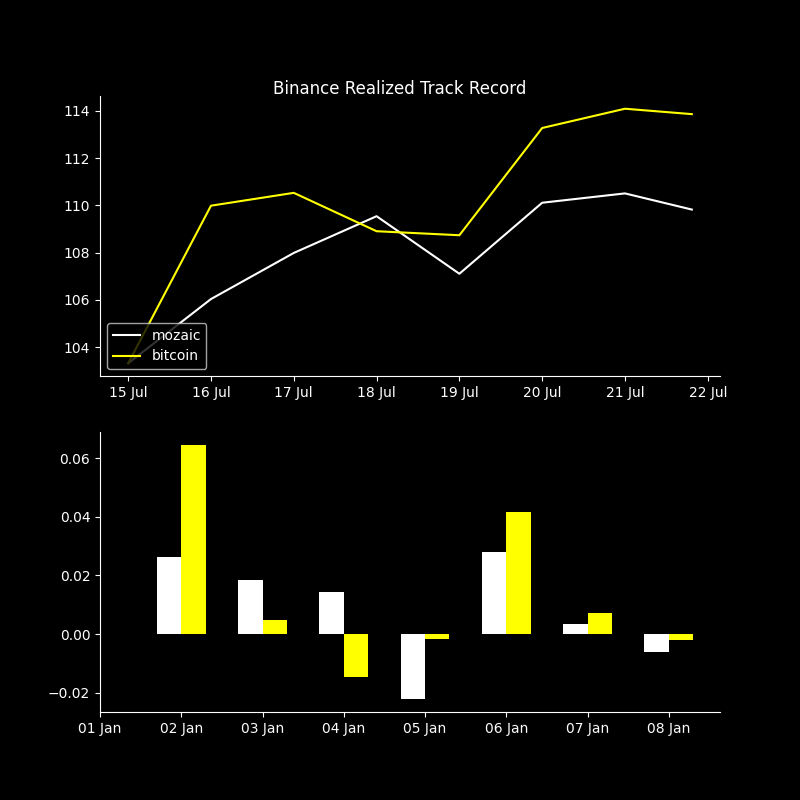 Binance Realized Track Record
114
112
110
108
106
104
mozaic
bitcoin
15 Jul 16 Jul 17 Jul 18 Jul 19 Jul 20 Jul 21 Jul 22 Jul
0.06
0.04
0.02
0.00
−0.02
01 Jan 02 Jan 03 Jan 04 Jan 05 Jan 06 Jan 07 Jan 08 Jan